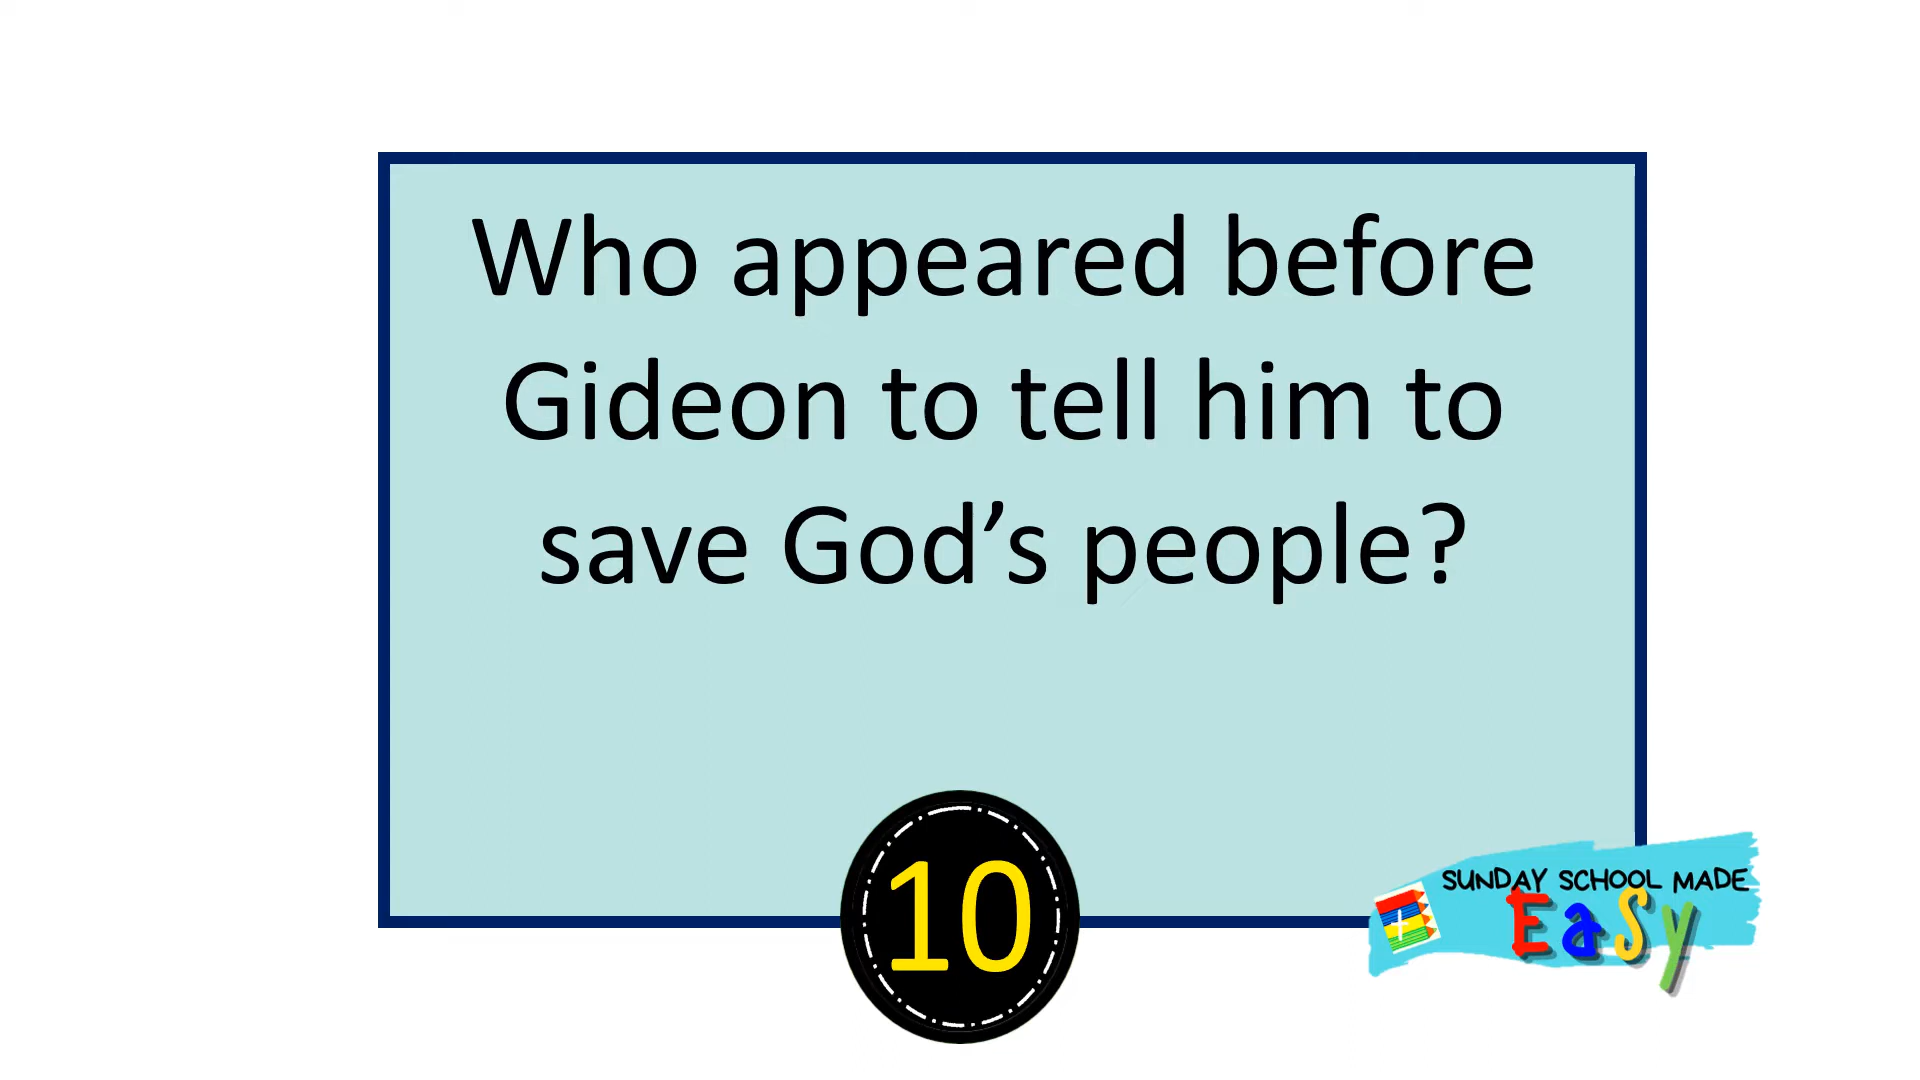 Who appeared before
Gideon to tell him to
save God’s people?
10
SUNDAY SCHOOL MADE
Easy